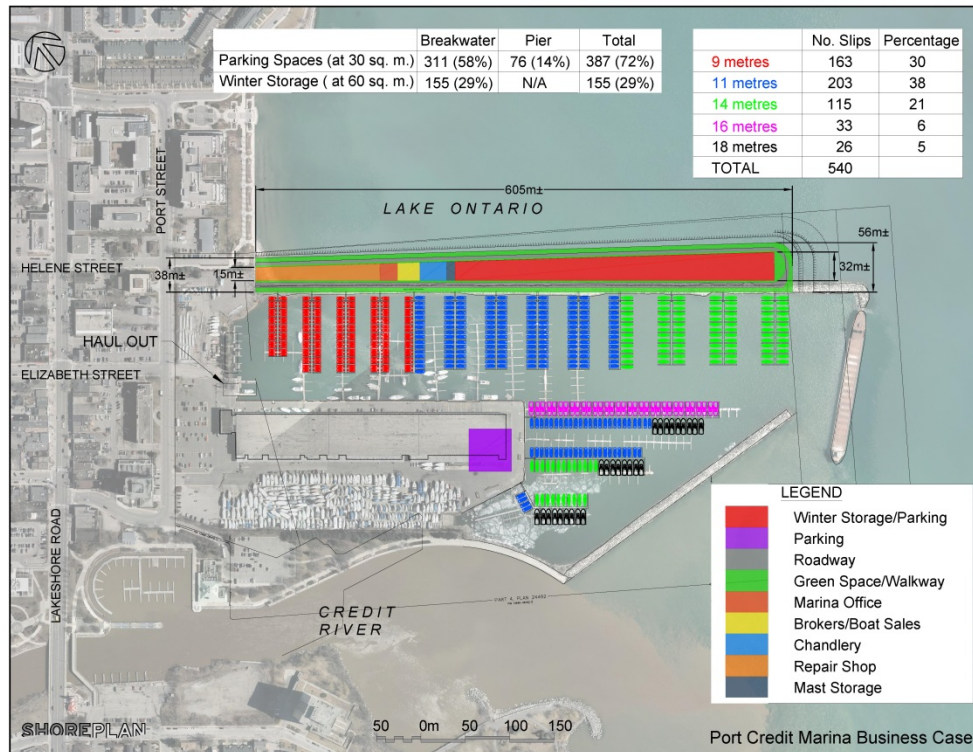 Breakwater Pier Total
Parking Spaces (at 30 sq. m.) 311 (58%) 76 (14%) 387 (72%)
Winter Storage ( at 60 sq. m.) 155 (29%) N/A 155 (29%)
No. Slips Percentage
9 metres 163 30
11 metres 203 38
14 metres 115 21
16 metres 33 6
18 metres 26 5
TOTAL 540
PORT STREET
605m±
LAKE ONTARIO
56m±
HELENE STREET
38m±
15m±
32m±
HAUL OUT
ELIZABETH STREET
LAKESHORE ROAD
CREDIT
RIVER
LEGEND
Winter Storage/Parking
Parking
Roadway
Green Space/Walkway
Marina Office
Brokers/Boat Sales
Chandlery
Repair Shop
Mast Storage
SHOREPLAN
50 0m 50 100 150
Port Credit Marina Business Case